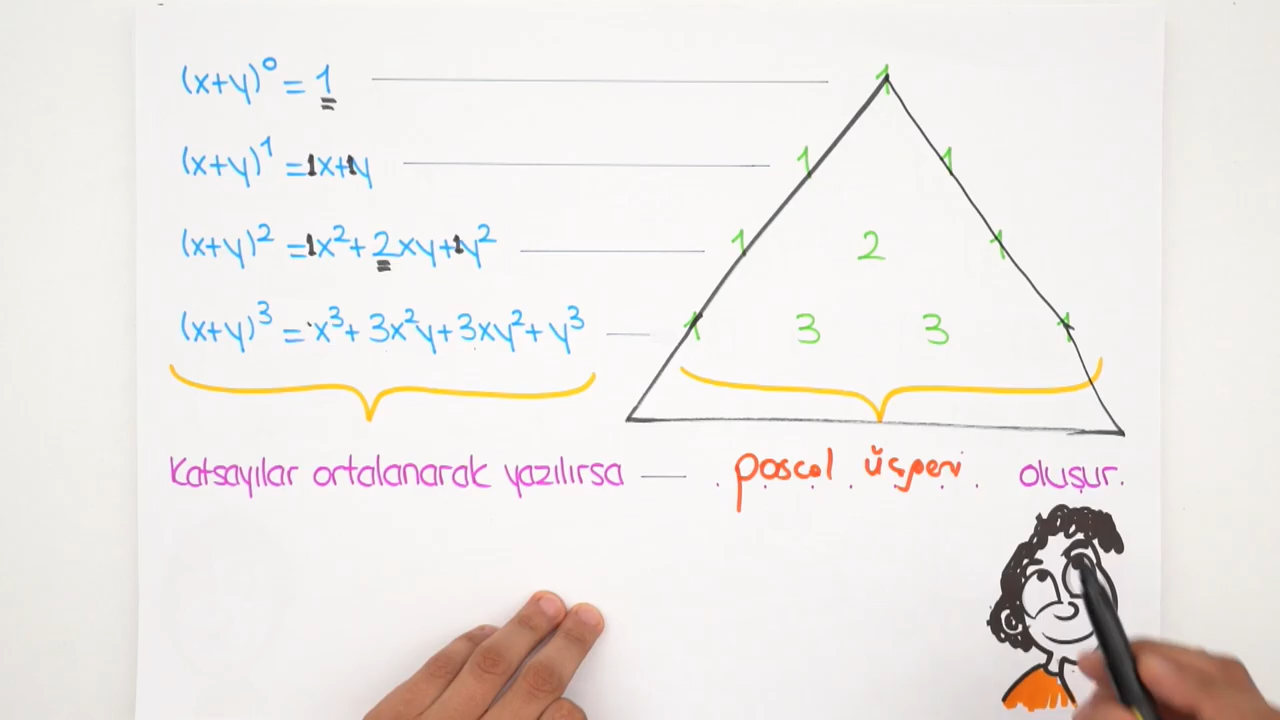 (x+y)⁰ = 1
1
(x+y)¹ = 1x+1y
1 1
(x+y)² = 1x²+2xy+1y²
1 2 1
(x+y)³ = x³+3x²y+3xy²+y³
1 3 3 1
Katsayılar ortalanarak yazılırsa — pascal üçgeni oluşur.